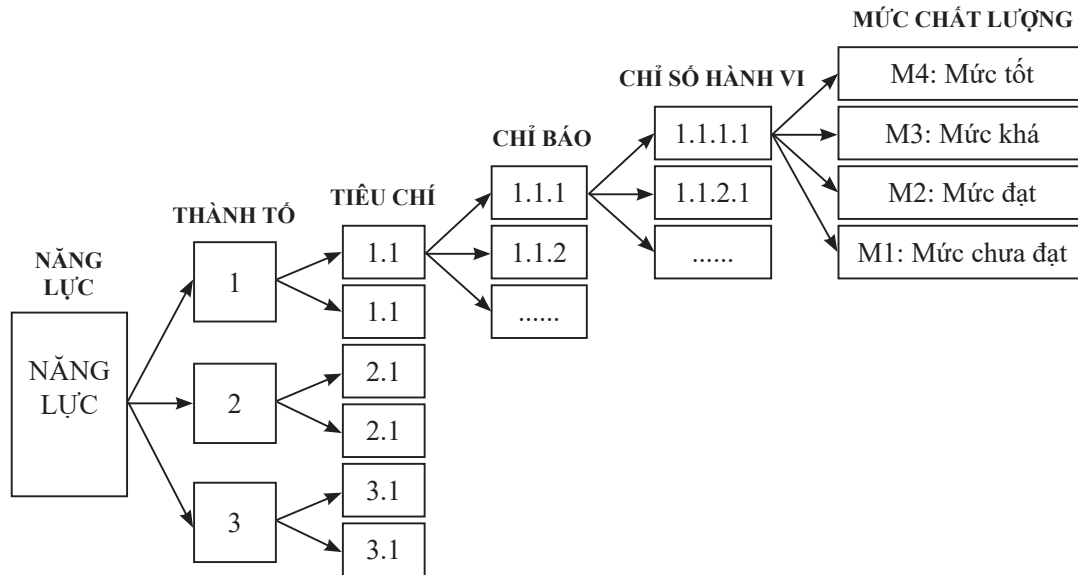 MỨC CHẤT LƯỢNG
M4: Mức tốt
M3: Mức khá
M2: Mức đạt
M1: Mức chưa đạt
CHỈ SỐ HÀNH VI
1.1.1.1
1.1.2.1
......
CHỈ BÁO
1.1.1
1.1.2
......
TIÊU CHÍ
1.1
1.1
2.1
2.1
3.1
3.1
THÀNH TỐ
1
2
3
NĂNG
LỰC
NĂNG
LỰC